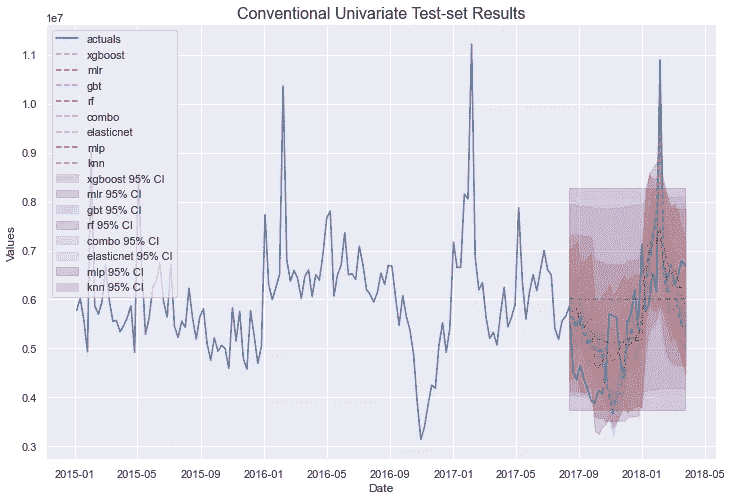 Conventional Univariate Test-set Results
1e7
actuals
xgboost
mlr
gbt
rf
combo
elasticnet
mlp
knn
xgboost 95% CI
mlr 95% CI
gbt 95% CI
rf 95% CI
combo 95% CI
elasticnet 95% CI
mlp 95% CI
knn 95% CI
1.1
1.0
0.9
0.8
0.7
0.6
0.5
0.4
0.3
Values
2015-01 2015-05 2015-09 2016-01 2016-05 2016-09 2017-01 2017-05 2017-09 2018-01 2018-05
Date